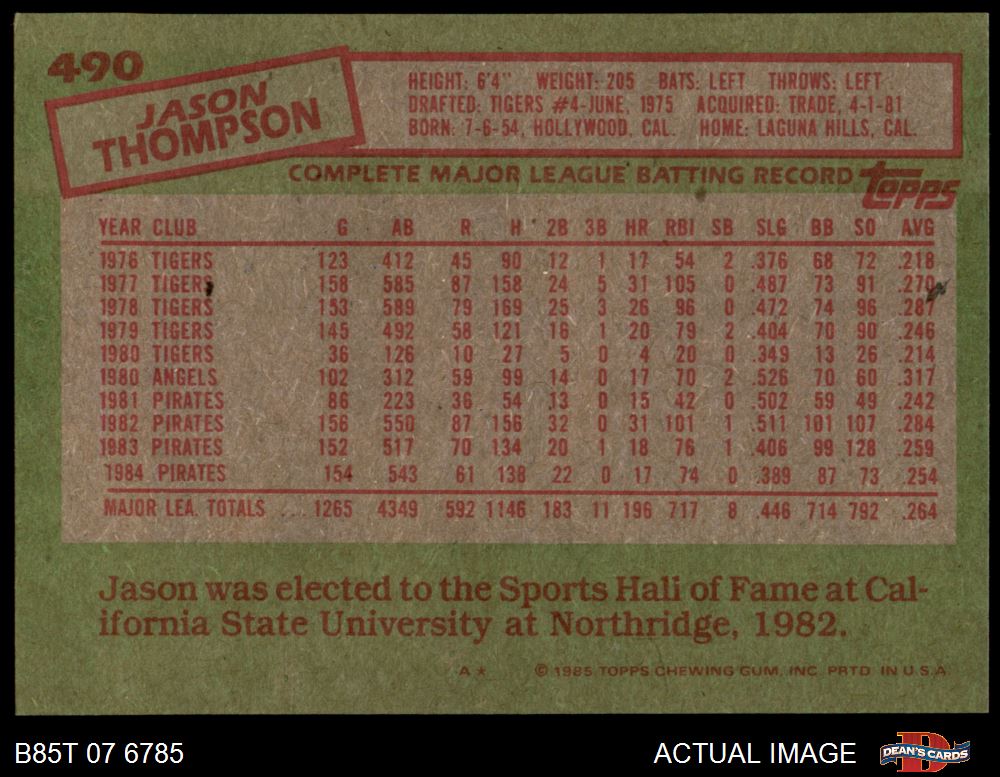 490
JASON
THOMPSON
HEIGHT: 6'4" WEIGHT: 205 BATS: LEFT THROWS: LEFT
DRAFTED: TIGERS #4-JUNE, 1975 ACQUIRED: TRADE, 4-1-81
BORN: 7-6-54, HOLLYWOOD, CAL. HOME: LAGUNA HILLS, CAL.
COMPLETE MAJOR LEAGUE BATTING RECORD
topps
YEAR CLUB G AB R H 2B 3B HR RBI SB SLG BB SO AVG
1976 TIGERS 123 412 45 90 12 1 17 54 2 .376 68 72 .218
1977 TIGERS 158 585 87 158 24 5 31 105 0 .487 73 91 .270
1978 TIGERS 153 589 79 169 25 3 26 96 0 .472 74 96 .287
1979 TIGERS 145 492 58 121 16 1 20 79 2 .404 70 90 .246
1980 TIGERS 36 126 10 27 5 0 4 20 0 .349 13 26 .214
1980 ANGELS 102 312 59 99 14 0 17 70 2 .526 70 60 .317
1981 PIRATES 86 223 36 54 13 0 15 42 0 .502 59 49 .242
1982 PIRATES 156 550 87 156 32 0 31 101 1 .511 101 107 .284
1983 PIRATES 152 517 70 134 20 1 18 76 1 .406 99 128 .259
1984 PIRATES 154 543 61 138 22 0 17 74 0 .389 87 73 .254
MAJOR LEA. TOTALS ... 1265 4349 592 1146 183 11 196 717 8 .446 714 792 .264
Jason was elected to the Sports Hall of Fame at Cal-
ifornia State University at Northridge, 1982.
A * © 1985 TOPPS CHEWING GUM, INC. PRTD. IN U.S.A.
B85T 07 6785
ACTUAL IMAGE
DEAN'S CARDS